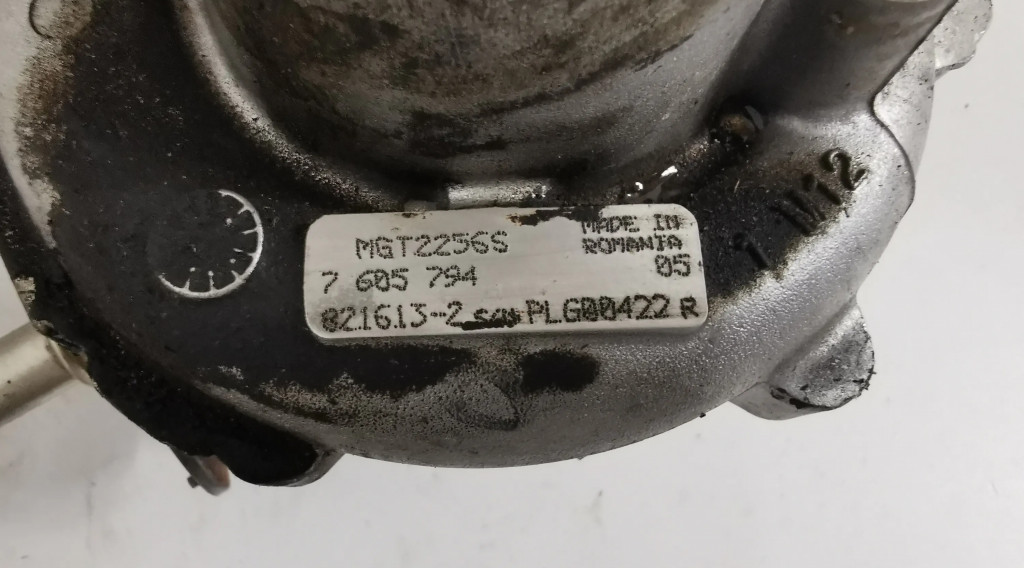 MGT2256S
MADE IN
ROMANIA
7 605 794
05
821613-2 PLG00422 R